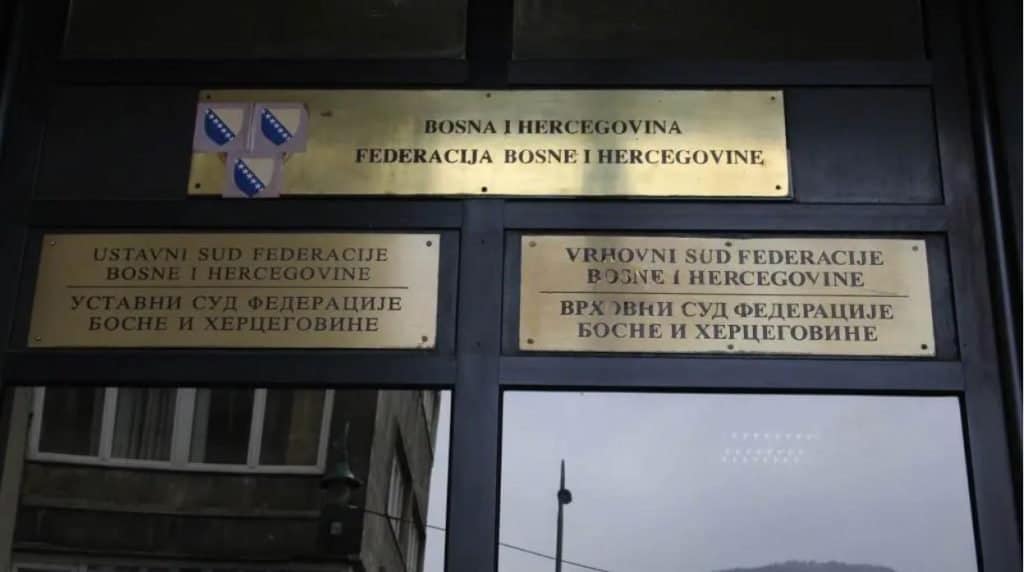 BOSNA I HERCEGOVINA
FEDERACIJA BOSNE I HERCEGOVINE
USTAVNI SUD FEDERACIJE
BOSNE I HERCEGOVINE
УСТАВНИ СУД ФЕДЕРАЦИЈЕ
БОСНЕ И ХЕРЦЕГОВИНЕ
VRHOVNI SUD FEDERACIJE
BOSNE I HERCEGOVINE
ВРХОВНИ СУД ФЕДЕРАЦИЈЕ
БОСНЕ И ХЕРЦЕГОВИНЕ